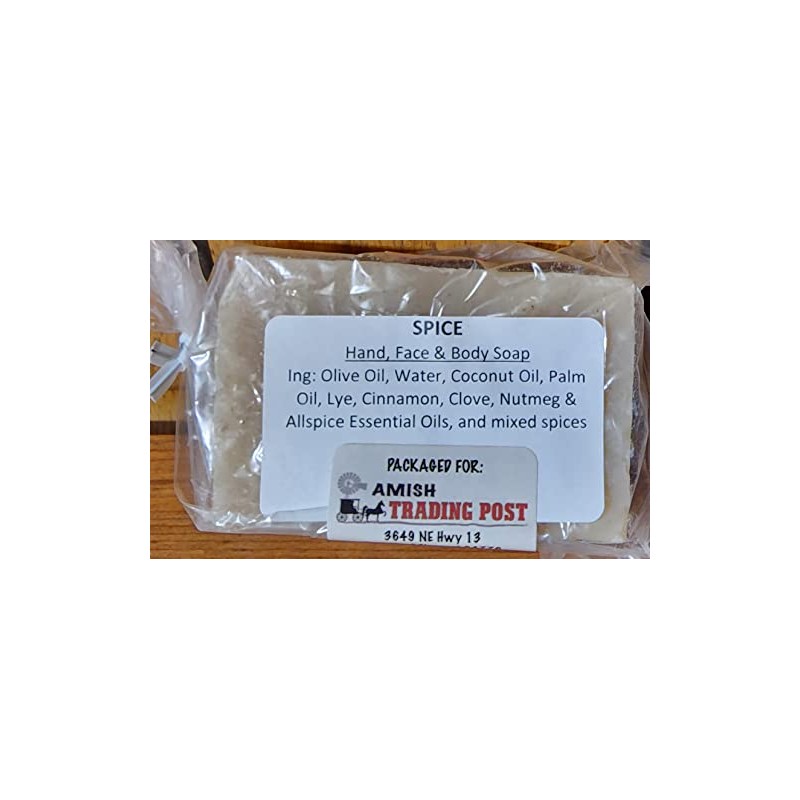 SPICE
Hand, Face & Body Soap
Ing: Olive Oil, Water, Coconut Oil, Palm
Oil, Lye, Cinnamon, Clove, Nutmeg &
Allspice Essential Oils, and mixed spices
PACKAGED FOR:
AMISH
TRADING POST
3649 NE Hwy 13